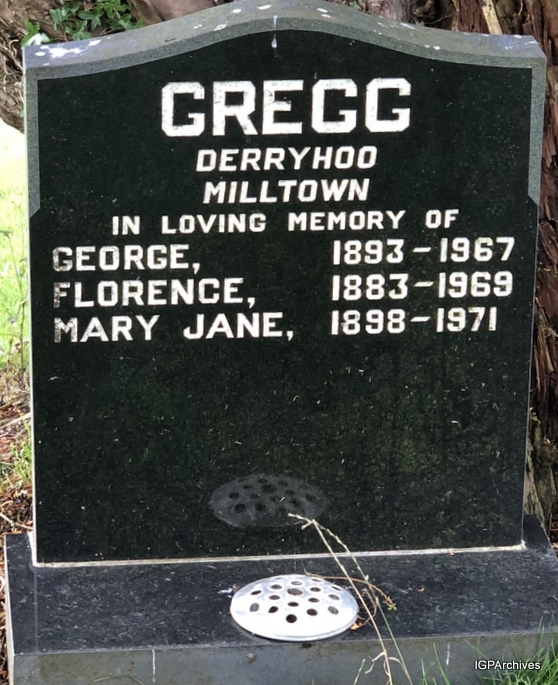 GREGG
DERRYHOO
MILLTOWN
IN LOVING MEMORY OF
GEORGE, 1893-1967
FLORENCE, 1883-1969
MARY JANE, 1898-1971
IGPArchives